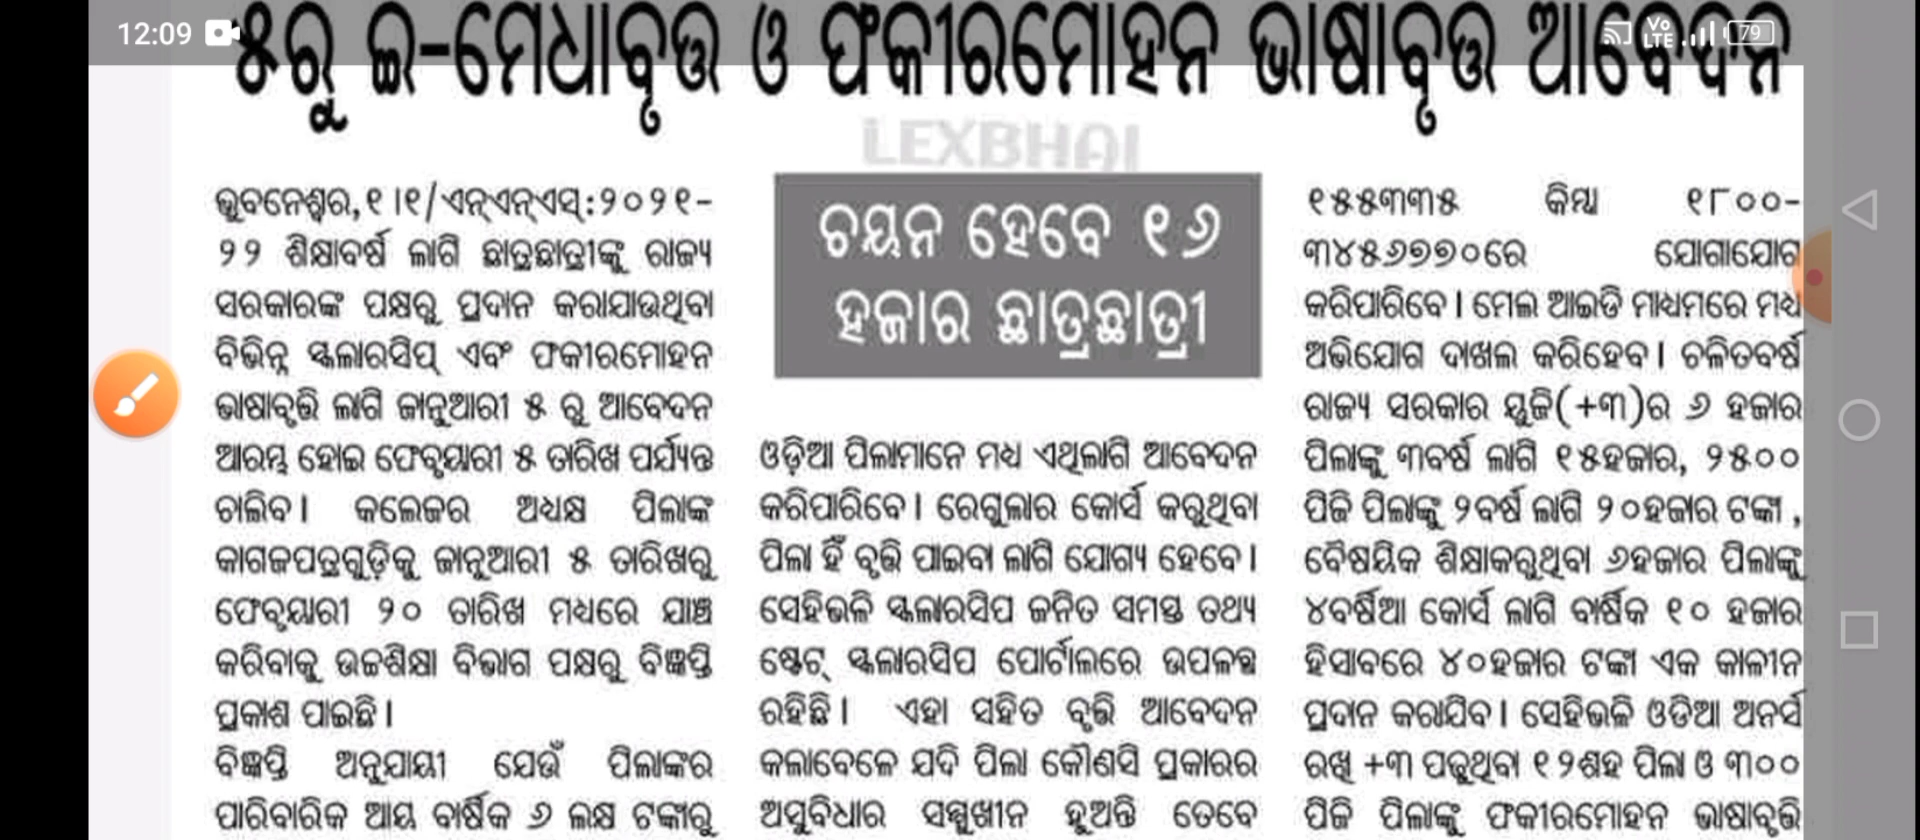 12:09
Vo LTE
79
୫ରୁ ଇ-ମେଧାବୃତ୍ତି ଓ ଫକୀରମୋହନ ଭାଷାବୃତ୍ତି ଆବେଦନ
LEXBHAI
ଭୁବନେଶ୍ୱର,୧।୧/ଏନ୍ଏନ୍ଏସ୍:୨୦୨୧-
୨୨ ଶିକ୍ଷାବର୍ଷ ଲାଗି ଛାତ୍ରଛାତ୍ରୀଙ୍କୁ ରାଜ୍ୟ
ସରକାରଙ୍କ ପକ୍ଷରୁ ପ୍ରଦାନ କରାଯାଉଥିବା
ବିଭିନ୍ନ ସ୍କଲାରସିପ୍ ଏବଂ ଫକୀରମୋହନ
ଭାଷାବୃତ୍ତି ଲାଗି ଜାନୁଆରୀ ୫ ରୁ ଆବେଦନ
ଆରମ୍ଭ ହୋଇ ଫେବୃୟାରୀ ୫ ତାରିଖ ପର୍ଯ୍ୟନ୍ତ
ଚାଲିବ। କଲେଜର ଅଧ୍ୟକ୍ଷ ପିଲାଙ୍କ
କାଗଜପତ୍ରଗୁଡ଼ିକୁ ଜାନୁଆରୀ ୫ ତାରିଖରୁ
ଫେବୃୟାରୀ ୨୦ ତାରିଖ ମଧ୍ୟରେ ଯାଞ୍ଚ
କରିବାକୁ ଉଚ୍ଚଶିକ୍ଷା ବିଭାଗ ପକ୍ଷରୁ ବିଜ୍ଞପ୍ତି
ପ୍ରକାଶ ପାଇଛି।
ବିଜ୍ଞପ୍ତି ଅନୁଯାୟୀ ଯେଉଁ ପିଲାଙ୍କର
ପାରିବାରିକ ଆୟ ବାର୍ଷିକ ୬ ଲକ୍ଷ ଟଙ୍କାରୁ
ଚୟନ ହେବେ ୧୬
ହଜାର ଛାତ୍ରଛାତ୍ରୀ
ଓଡ଼ିଆ ପିଲାମାନେ ମଧ୍ୟ ଏଥିଲାଗି ଆବେଦନ
କରିପାରିବେ। ରେଗୁଲାର କୋର୍ସ କରୁଥିବା
ପିଲା ହିଁ ବୃତ୍ତି ପାଇବା ଲାଗି ଯୋଗ୍ୟ ହେବେ।
ସେହିଭଳି ସ୍କଲାରସିପ ଜନିତ ସମସ୍ତ ତଥ୍ୟ
ଷ୍ଟେଟ୍ ସ୍କଲାରସିପ ପୋର୍ଟାଲରେ ଉପଲବ୍ଧ
ରହିଛି। ଏହା ସହିତ ବୃତ୍ତି ଆବେଦନ
କଲାବେଳେ ଯଦି ପିଲା କୌଣସି ପ୍ରକାରର
ଅସୁବିଧାର ସମ୍ମୁଖୀନ ହୁଅନ୍ତି ତେବେ
୧୫୫୩୩୫ କିମ୍ବା ୧୮୦୦-
୩୪୫୬୭୭୦ରେ ଯୋଗାଯୋଗ
କରିପାରିବେ। ମେଲ ଆଇଡି ମାଧ୍ୟମରେ ମଧ୍ୟ
ଅଭିଯୋଗ ଦାଖଲ କରିହେବ। ଚଳିତବର୍ଷ
ରାଜ୍ୟ ସରକାର ୟୁଜି(+୩)ର ୬ ହଜାର
ପିଲାଙ୍କୁ ୩ବର୍ଷ ଲାଗି ୧୫ହଜାର, ୨୫୦୦
ପିଜି ପିଲାଙ୍କୁ ୨ବର୍ଷ ଲାଗି ୨୦ହଜାର ଟଙ୍କା ,
ବୈଷୟିକ ଶିକ୍ଷାକରୁଥିବା ୬ହଜାର ପିଲାଙ୍କୁ
୪ବର୍ଷିଆ କୋର୍ସ ଲାଗି ବାର୍ଷିକ ୧୦ ହଜାର
ହିସାବରେ ୪୦ହଜାର ଟଙ୍କା ଏକ କାଳୀନ
ପ୍ରଦାନ କରାଯିବ। ସେହିଭଳି ଓଡିଆ ଅନର୍ସ
ରଖି +୩ ପଢୁଥିବା ୧୨ଶହ ପିଲା ଓ ୩୦୦
ପିଜି ପିଲାଙ୍କୁ ଫକୀରମୋହନ ଭାଷାବୃତ୍ତି